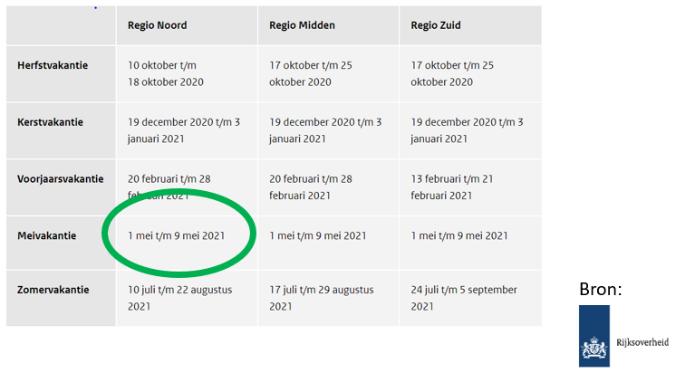 Regio Noord Regio Midden Regio Zuid
Herfstvakantie 10 oktober t/m 17 oktober t/m 25 17 oktober t/m 25
18 oktober 2020 oktober 2020 oktober 2020
Kerstvakantie 19 december 2020 t/m 3 19 december 2020 t/m 3 19 december 2020 t/m 3
januari 2021 januari 2021 januari 2021
Voorjaarsvakantie 20 februari t/m 28 20 februari t/m 28 13 februari t/m 21
februari 2021 februari 2021 februari 2021
Meivakantie 1 mei t/m 9 mei 2021 1 mei t/m 9 mei 2021 1 mei t/m 9 mei 2021
Zomervakantie 10 juli t/m 22 augustus 17 juli t/m 29 augustus 24 juli t/m 5 september
2021 2021 2021
Bron:
Rijksoverheid